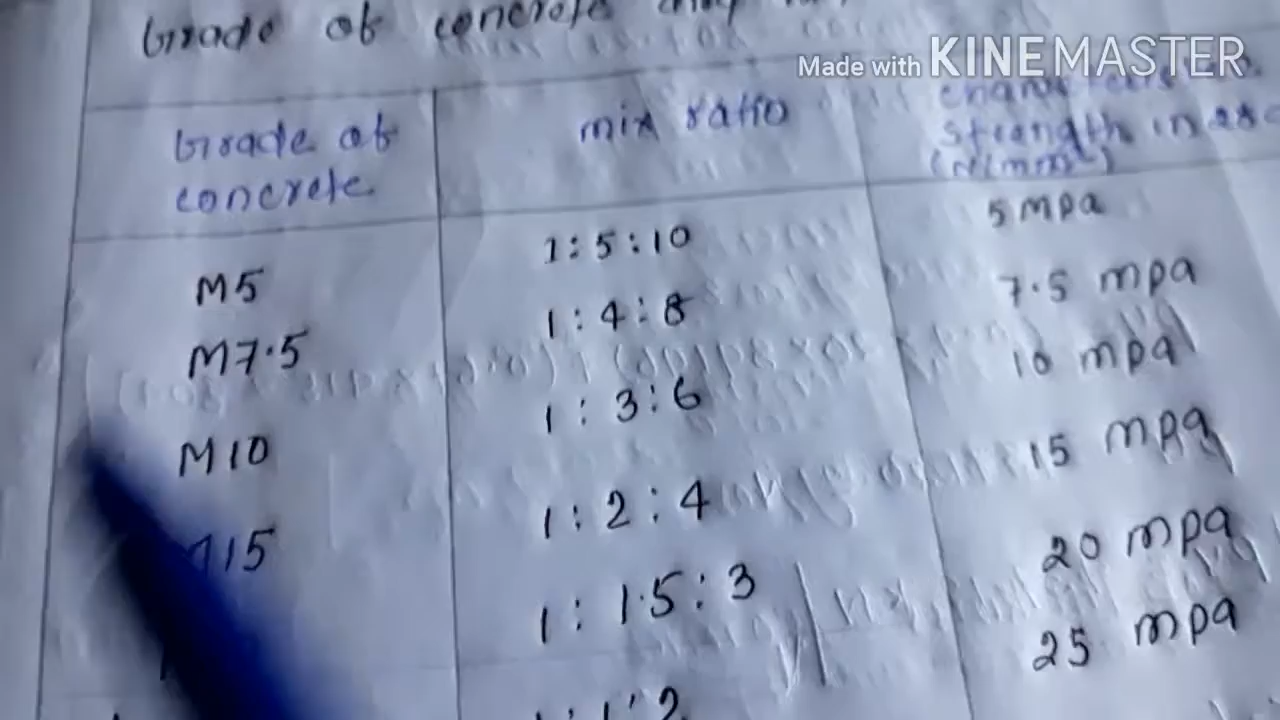 Grade of concrete
Made with KINEMASTER
Grade of concrete
mix ratio
strength in
(N/mm²)
M5
1:5:10
5 mpa
M7.5
1:4:8
7.5 mpa
M10
1:3:6
10 mpa
1:2:4
15 mpa
1:1.5:3
20 mpa
25 mpa